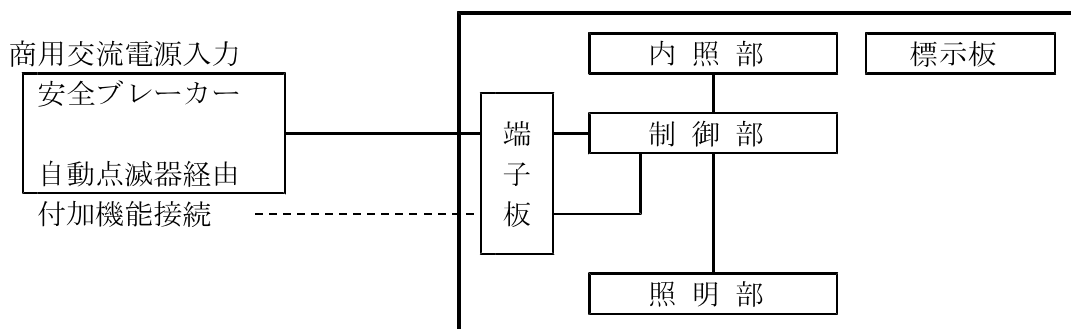 商用交流電源入力
安全ブレーカー
自動点滅器経由
付加機能接続
端子板
内照部
標示板
制御部
照明部